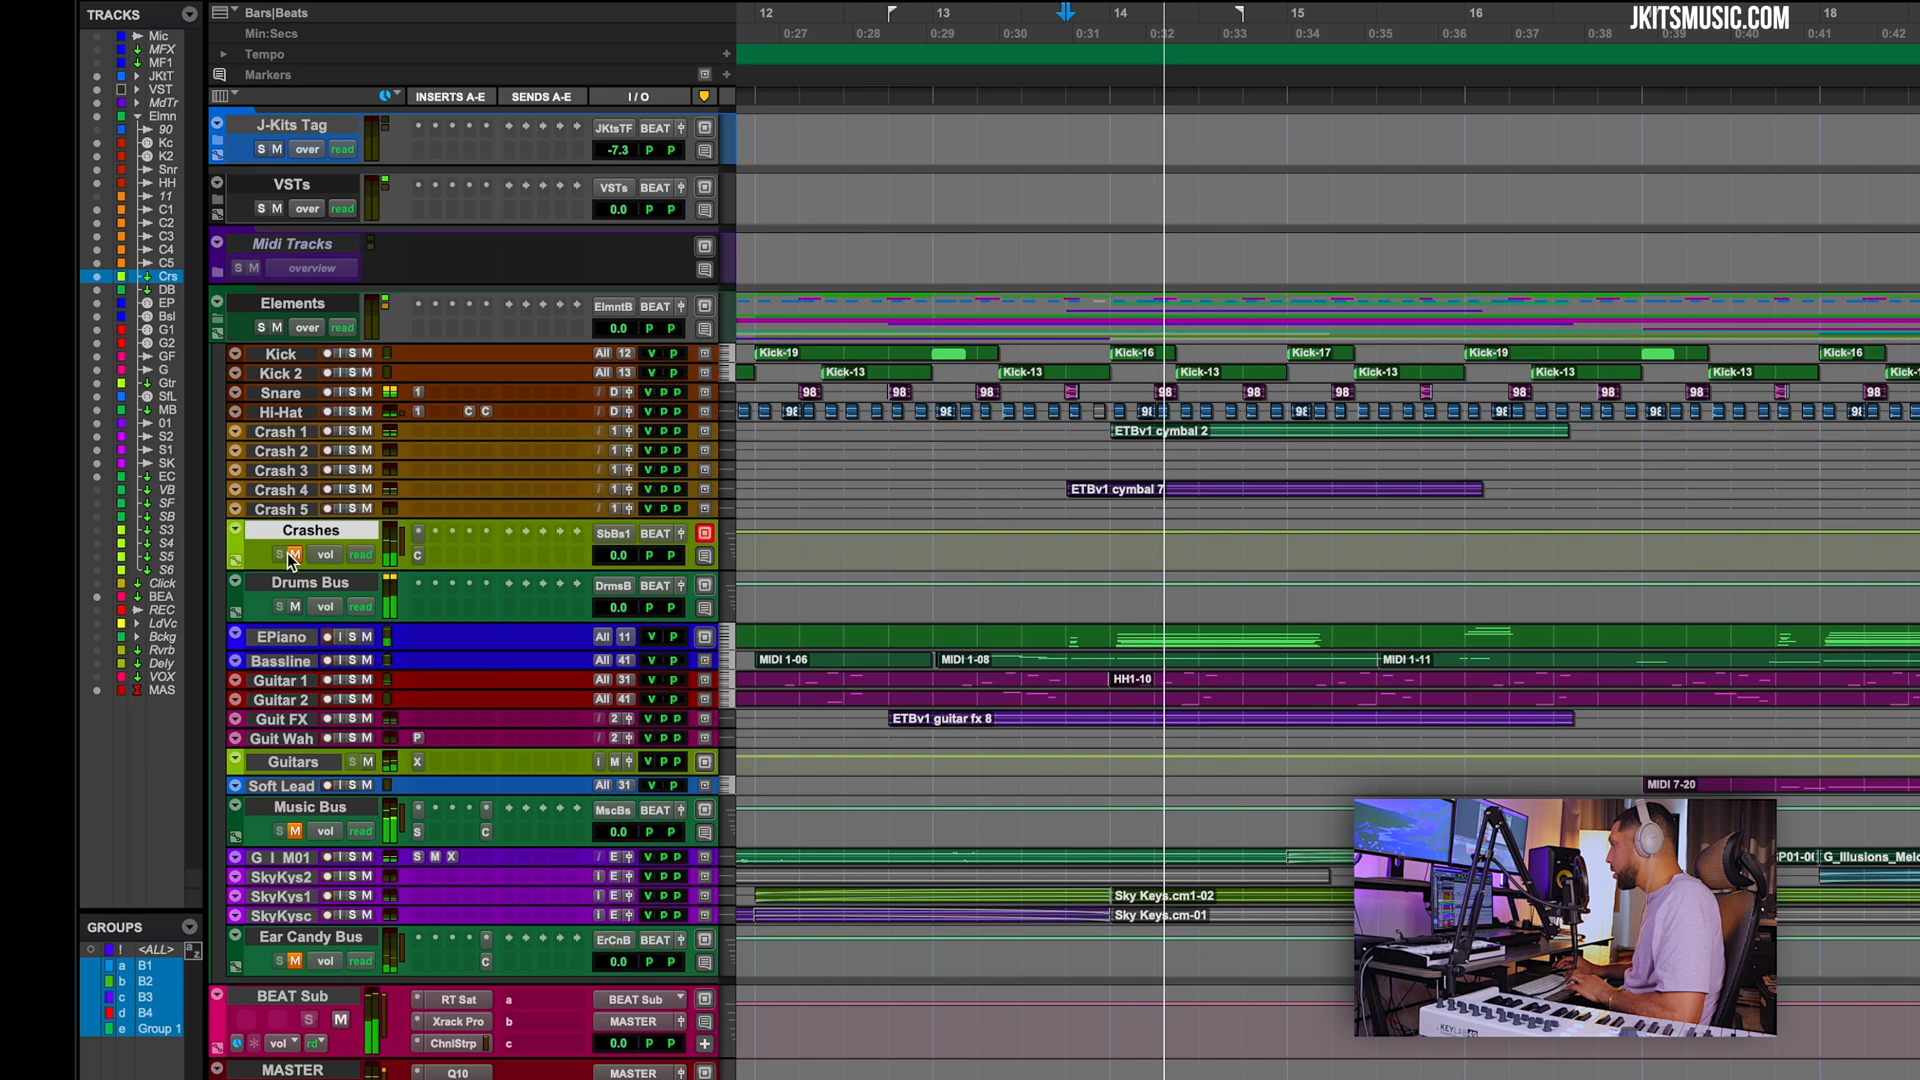 TRACKS
Mic
MFX
MF1
JKtT
VST
MdTr
Elmn
90
Kc
K2
Snr
HH
11
C1
C2
C3
C4
C5
Crs
DB
EP
Bsl
G1
G2
GF
G
Gtr
SfL
MB
01
S2
S1
SK
EC
VB
SF
SB
S3
S4
S5
S6
Click
BEA
REC
LdVc
Bckg
Rvrb
Dely
VOX
MAS
GROUPS
! <ALL>
a B1
b B2
c B3
d B4
e Group 1
Bars|Beats 12 13 14 15 16 18
JKITSMUSIC.COM
Min:Secs 0:27 0:28 0:29 0:30 0:31 0:32 0:33 0:34 0:35 0:36 0:37 0:38 0:39 0:40 0:41 0:42
Tempo
Markers
INSERTS A-E SENDS A-E I / O
J-Kits Tag JKtsTF BEAT
S M over read -7.3 P P
VSTs VSTs BEAT
S M over read 0.0 P P
Midi Tracks
S M overview
Elements ElmntB BEAT
S M over read 0.0 P P
Kick I S M All 12 V P Kick-19 Kick-16 Kick-17 Kick-19 Kick-16
Kick 2 I S M All 13 V P Kick-13 Kick-13 Kick-13 Kick-13 Kick-13 Kick-13
Snare I S M 1 / D V P P 98 98 98 98 98 98 98 98 98 98
Hi-Hat I S M 1 C C / D V P P
Crash 1 I S M / 1 V P P ETBv1 cymbal 2
Crash 2 I S M / 1 V P P
Crash 3 I S M / 1 V P P
Crash 4 I S M / 1 V P P ETBv1 cymbal 7
Crash 5 I S M / 1 V P P
Crashes SbBs1 BEAT
S M vol read C 0.0 P P
Drums Bus DrmsB BEAT
S M vol read 0.0 P P
EPiano I S M All 11 V P
Bassline I S M All 41 V P MIDI 1-06 MIDI 1-08 MIDI 1-11
Guitar 1 I S M All 31 V P HH1-10
Guitar 2 I S M All 41 V P
Guit FX I S M / 2 V P P ETBv1 guitar fx 8
Guit Wah I S M P / 2 V P P
Guitars S M X i M V P P
Soft Lead I S M All 31 V P MIDI 7-20
Music Bus MscBs BEAT
S M vol read S C 0.0 P P
G_I_M01 I S M S M X / E V P P G_Illusions_Melo
SkyKys2 I S M i E V P P
SkyKys1 I S M i E V P P Sky Keys.cm1-02
SkyKysc I S M i E V P P Sky Keys.cm-01
Ear Candy Bus ErCnB BEAT
S M vol read C 0.0 P P
BEAT Sub RT Sat a BEAT Sub
S M Xrack Pro b MASTER
vol rd ChnlStrp c 0.0 P P
MASTER Q10 MASTER
KEYLAB